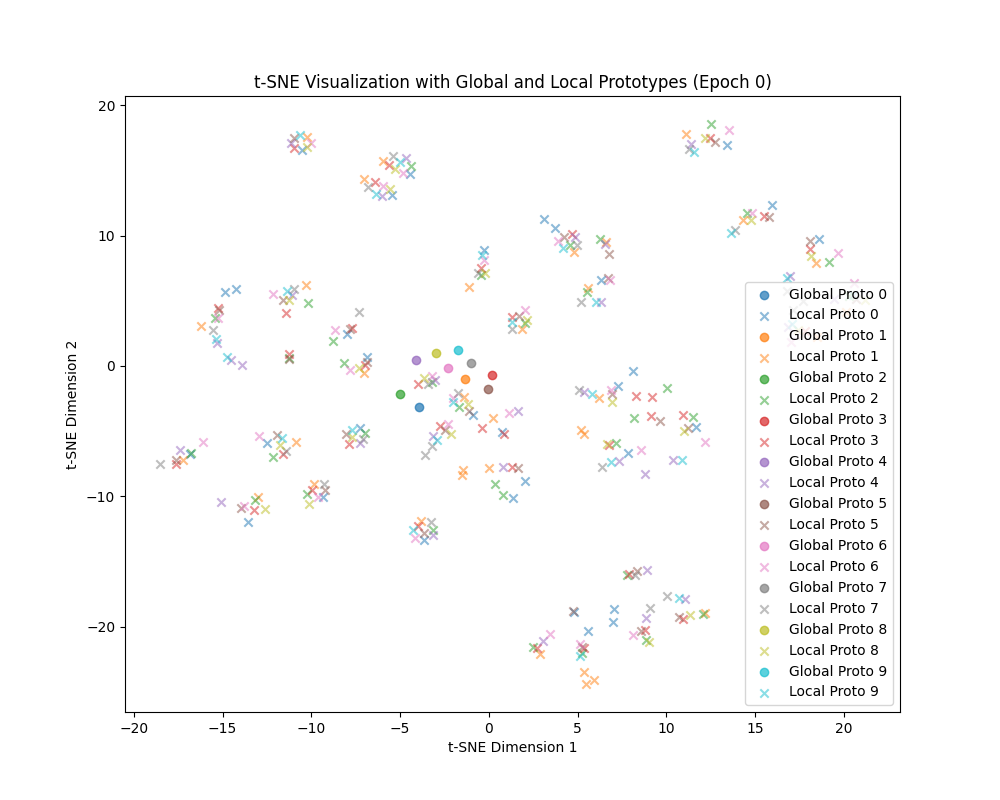 t-SNE Visualization with Global and Local Prototypes (Epoch 0)
20
10
0
−10
−20
t-SNE Dimension 2
−20
−15
−10
−5
0
5
10
15
20
t-SNE Dimension 1
Global Proto 0
Local Proto 0
Global Proto 1
Local Proto 1
Global Proto 2
Local Proto 2
Global Proto 3
Local Proto 3
Global Proto 4
Local Proto 4
Global Proto 5
Local Proto 5
Global Proto 6
Local Proto 6
Global Proto 7
Local Proto 7
Global Proto 8
Local Proto 8
Global Proto 9
Local Proto 9